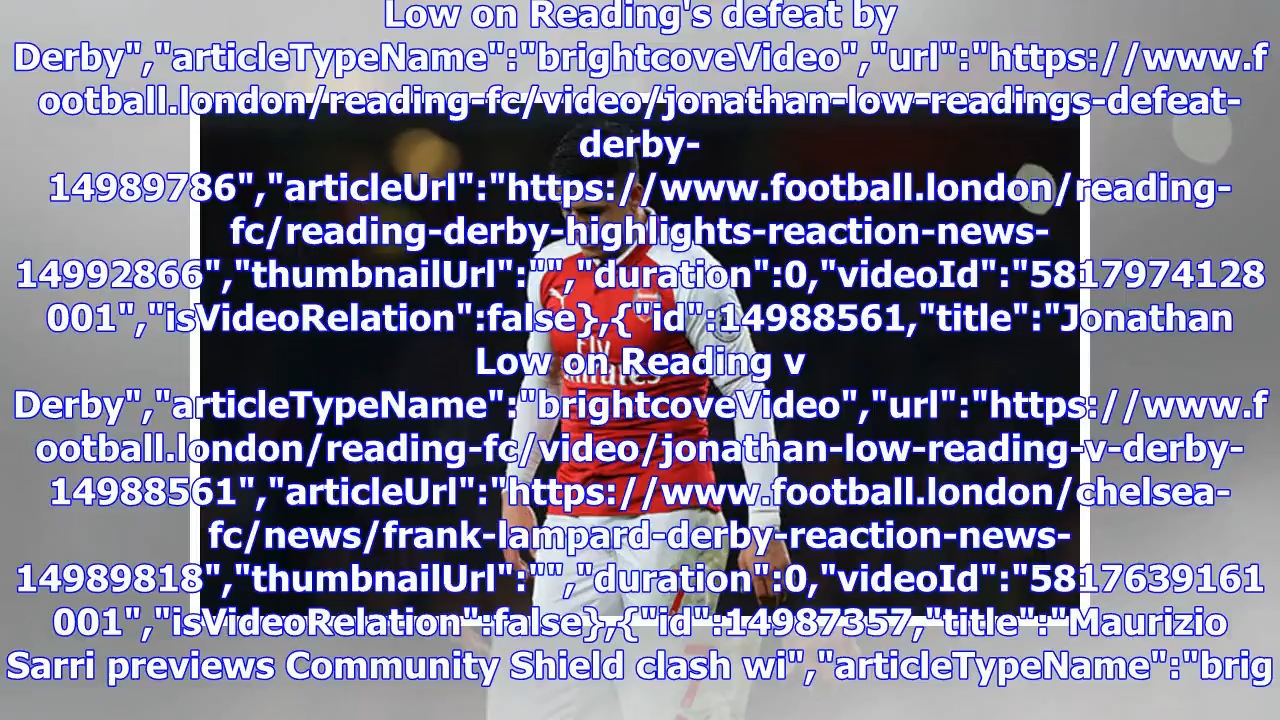 Low on Reading's defeat by
Derby","articleTypeName":"brightcoveVideo","url":"https://www.f
ootball.london/reading-fc/video/jonathan-low-readings-defeat-
derby-
14989786","articleUrl":"https://www.football.london/reading-
fc/reading-derby-highlights-reaction-news-
14992866","thumbnailUrl":"","duration":0,"videoId":"5817974128
001","isVideoRelation":false},{"id":14988561,"title":"Jonathan
Low on Reading v
Derby","articleTypeName":"brightcoveVideo","url":"https://www.f
ootball.london/reading-fc/video/jonathan-low-reading-v-derby-
14988561","articleUrl":"https://www.football.london/chelsea-
fc/news/frank-lampard-derby-reaction-news-
14989818","thumbnailUrl":"","duration":0,"videoId":"5817639161
001","isVideoRelation":false},{"id":14987357,"title":"Maurizio
Sarri previews Community Shield clash wi","articleTypeName":"brig
Fly
Emirates
7